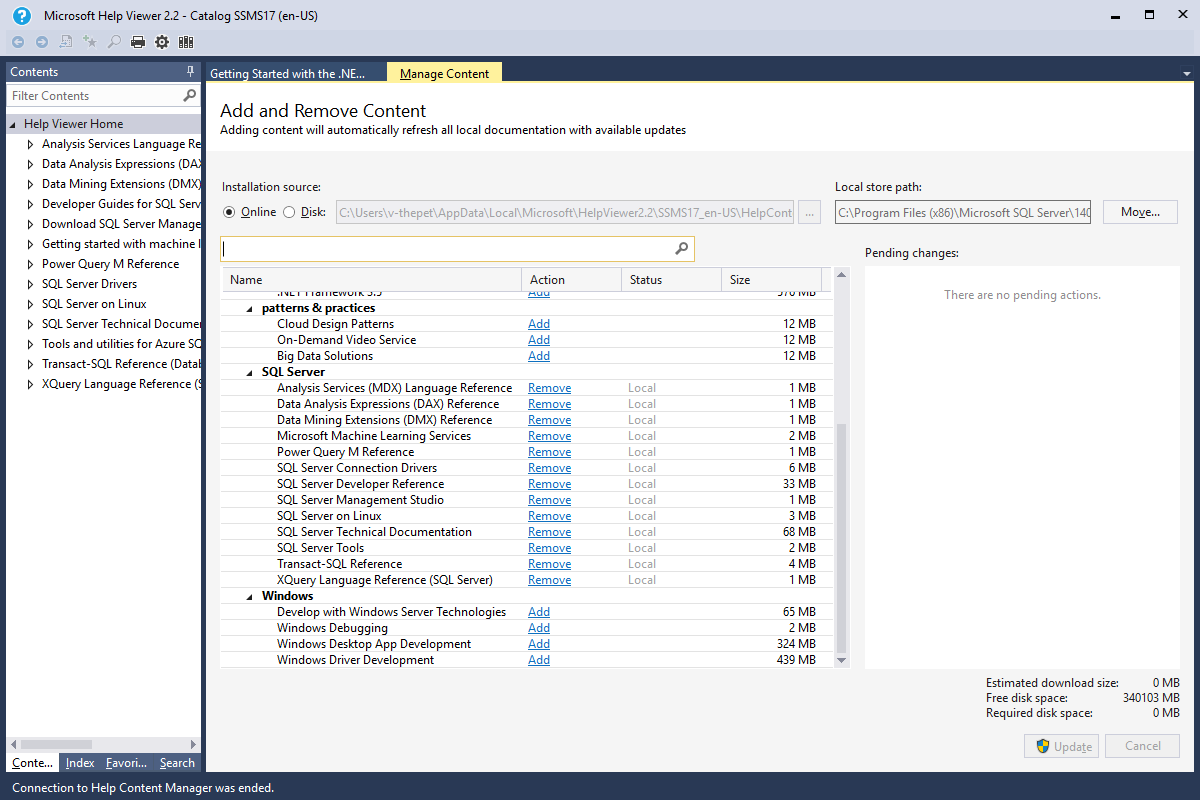 Microsoft Help Viewer 2.2 - Catalog SSMS17 (en-US)
Contents
Filter Contents
Help Viewer Home
Analysis Services Language Re
Data Analysis Expressions (DAX
Data Mining Extensions (DMX)
Developer Guides for SQL Serv
Download SQL Server Manage
Getting started with machine l
Power Query M Reference
SQL Server Drivers
SQL Server on Linux
SQL Server Technical Documen
Tools and utilities for Azure SQ
Transact-SQL Reference (Datab
XQuery Language Reference (S
Conte... Index Favori... Search
Getting Started with the .NE... Manage Content
Add and Remove Content
Adding content will automatically refresh all local documentation with available updates
Installation source:
Online Disk: C:\Users\v-thepet\AppData\Local\Microsoft\HelpViewer2.2\SSMS17_en-US\HelpCont ...
Local store path:
C:\Program Files (x86)\Microsoft SQL Server\140 Move...
Name Action Status Size
.NET Framework 3.5 Add 576 MB
patterns & practices
Cloud Design Patterns Add 12 MB
On-Demand Video Service Add 12 MB
Big Data Solutions Add 12 MB
SQL Server
Analysis Services (MDX) Language Reference Remove Local 1 MB
Data Analysis Expressions (DAX) Reference Remove Local 1 MB
Data Mining Extensions (DMX) Reference Remove Local 1 MB
Microsoft Machine Learning Services Remove Local 2 MB
Power Query M Reference Remove Local 1 MB
SQL Server Connection Drivers Remove Local 6 MB
SQL Server Developer Reference Remove Local 33 MB
SQL Server Management Studio Remove Local 1 MB
SQL Server on Linux Remove Local 3 MB
SQL Server Technical Documentation Remove Local 68 MB
SQL Server Tools Remove Local 2 MB
Transact-SQL Reference Remove Local 4 MB
XQuery Language Reference (SQL Server) Remove Local 1 MB
Windows
Develop with Windows Server Technologies Add 65 MB
Windows Debugging Add 2 MB
Windows Desktop App Development Add 324 MB
Windows Driver Development Add 439 MB
Pending changes:
There are no pending actions.
Estimated download size: 0 MB
Free disk space: 340103 MB
Required disk space: 0 MB
Update Cancel
Connection to Help Content Manager was ended.